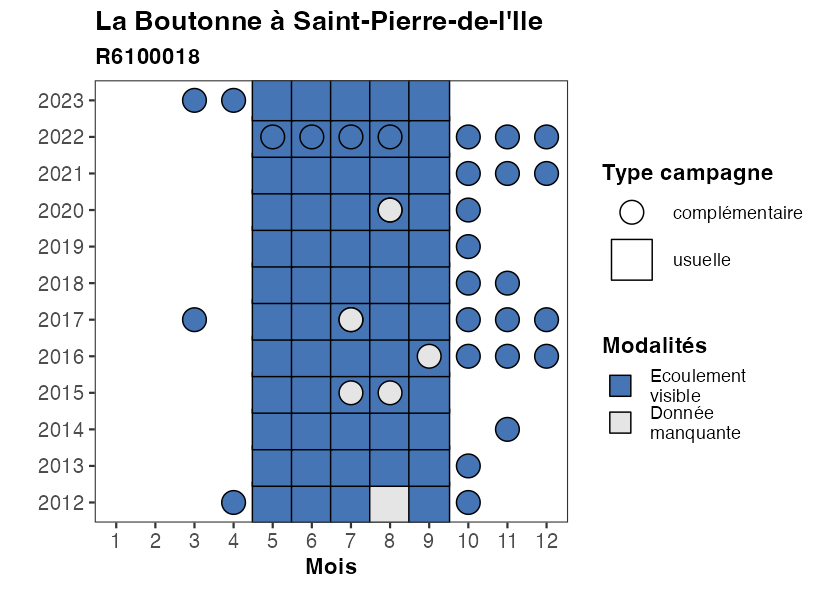 La Boutonne à Saint-Pierre-de-l'Ile
R6100018
2023
2022
2021
2020
2019
2018
2017
2016
2015
2014
2013
2012
1 2 3 4 5 6 7 8 9 10 11 12
Mois
Type campagne
complémentaire
usuelle
Modalités
Ecoulement
visible
Donnée
manquante